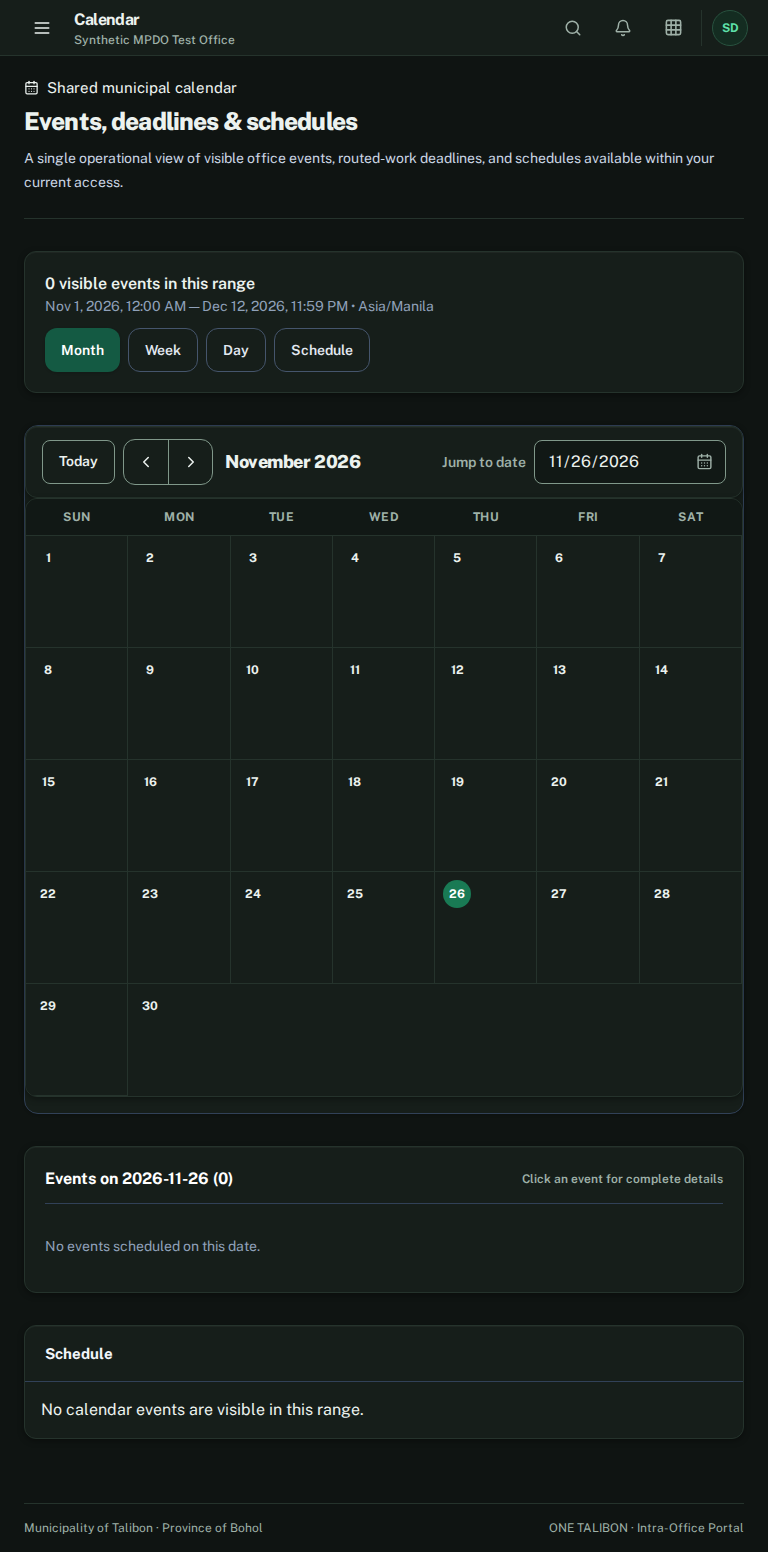 Calendar
Synthetic MPDO Test Office
SD
Shared municipal calendar
Events, deadlines & schedules
A single operational view of visible office events, routed-work deadlines, and schedules available within your
current access.
0 visible events in this range
Nov 1, 2026, 12:00 AM — Dec 12, 2026, 11:59 PM • Asia/Manila
Month Week Day Schedule
Today November 2026 Jump to date 11/26/2026
SUN MON TUE WED THU FRI SAT
1 2 3 4 5 6 7
8 9 10 11 12 13 14
15 16 17 18 19 20 21
22 23 24 25 26 27 28
29 30
Events on 2026-11-26 (0) Click an event for complete details
No events scheduled on this date.
Schedule
No calendar events are visible in this range.
Municipality of Talibon · Province of Bohol ONE TALIBON · Intra-Office Portal